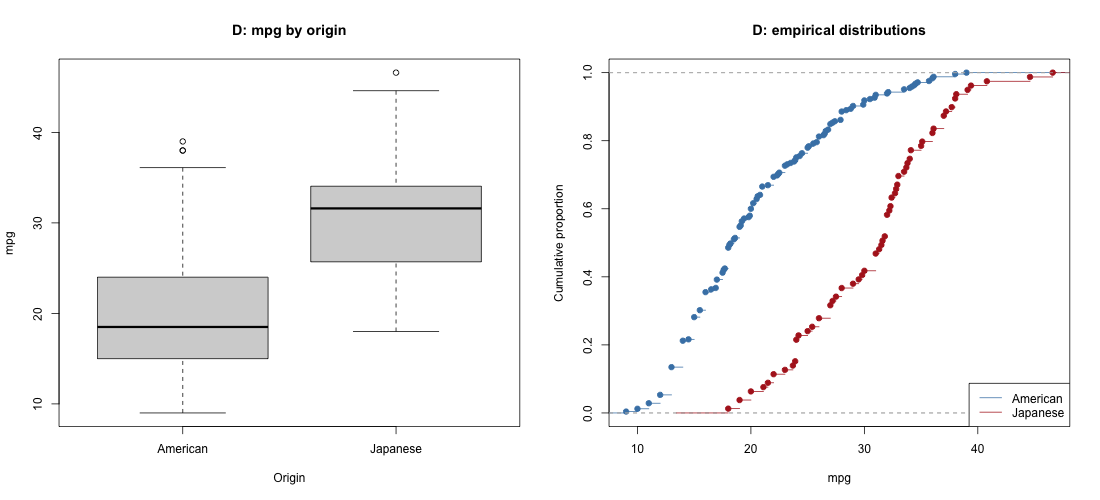 D: mpg by origin
mpg
40
30
20
10
American
Japanese
Origin
D: empirical distributions
Cumulative proportion
1.0
0.8
0.6
0.4
0.2
0.0
American
Japanese
10
20
30
40
mpg